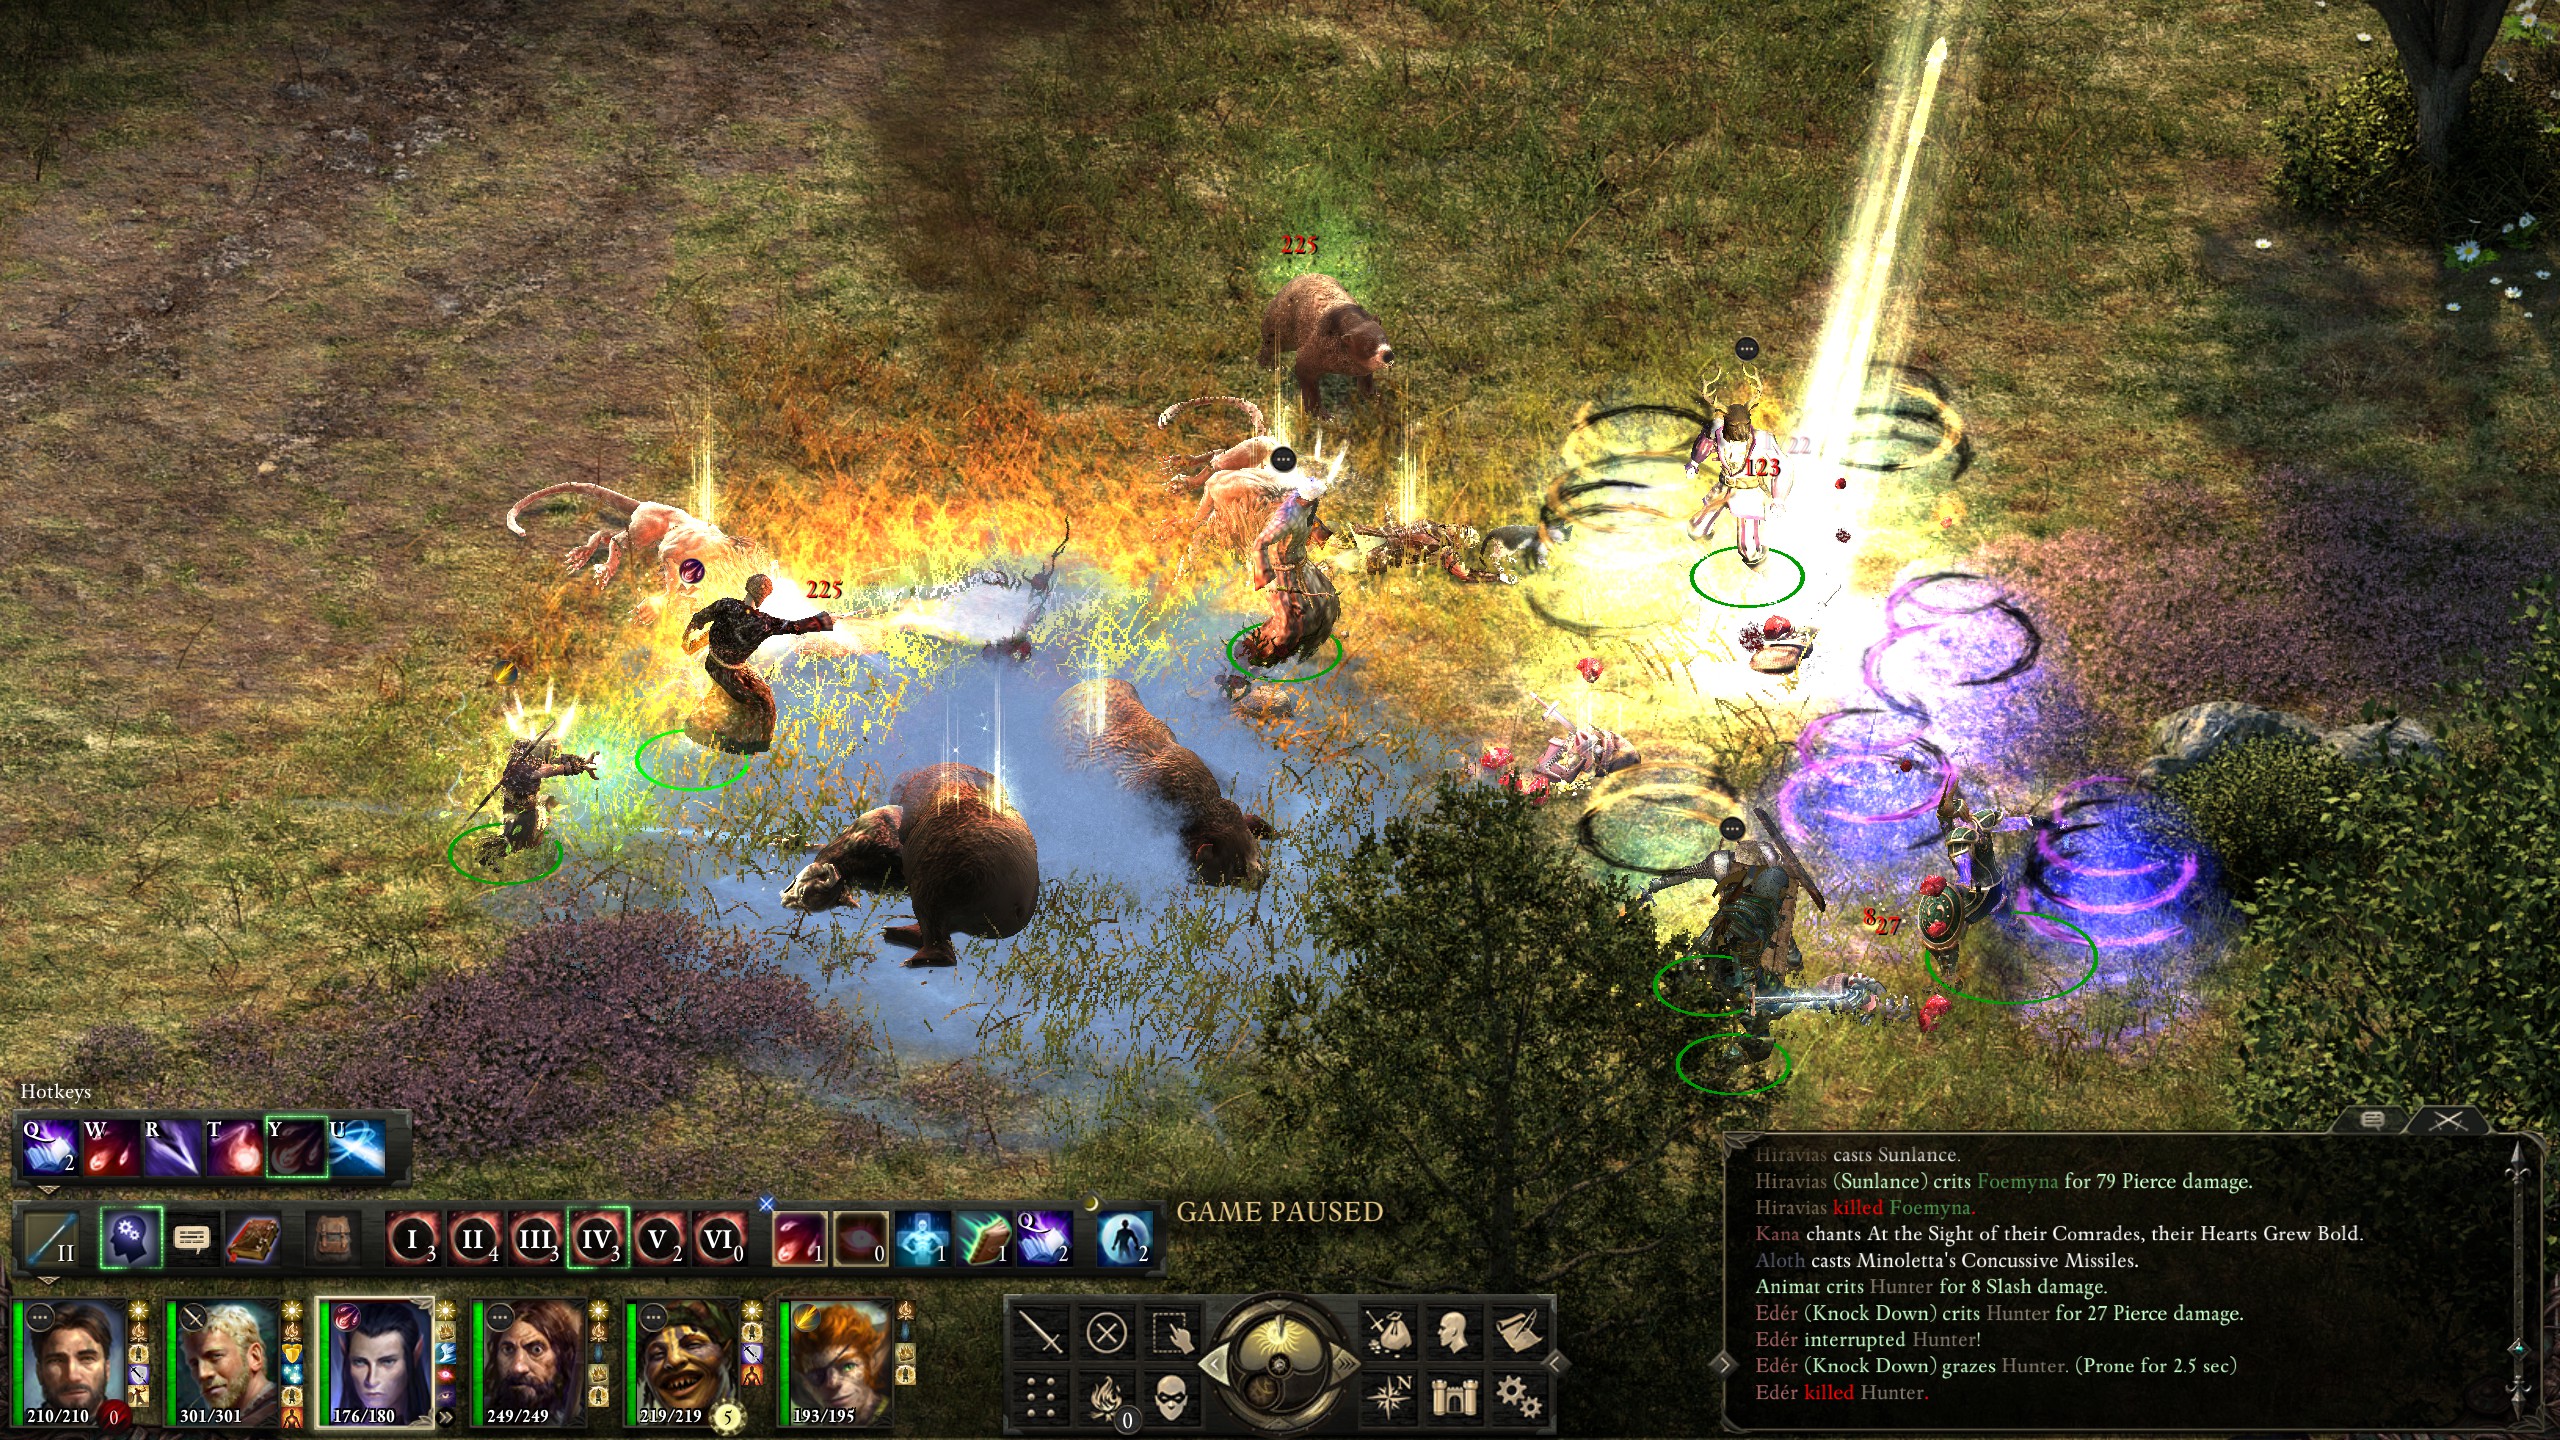 225
22
123
225
8
27
Hotkeys
Q
2
W
R
T
Y
U
GAME PAUSED
II
I
3
II
4
III
3
IV
3
V
2
VI
0
1
0
1
1
Q
2
2
210/210
0
301/301
176/180
249/249
219/219
5
193/195
N
0
Hiravias casts Sunlance.
Hiravias (Sunlance) crits Foemyna for 79 Pierce damage.
Hiravias killed Foemyna.
Kana chants At the Sight of their Comrades, their Hearts Grew Bold.
Aloth casts Minoletta's Concussive Missiles.
Animat crits Hunter for 8 Slash damage.
Edér (Knock Down) crits Hunter for 27 Pierce damage.
Edér interrupted Hunter!
Edér (Knock Down) grazes Hunter. (Prone for 2.5 sec)
Edér killed Hunter.